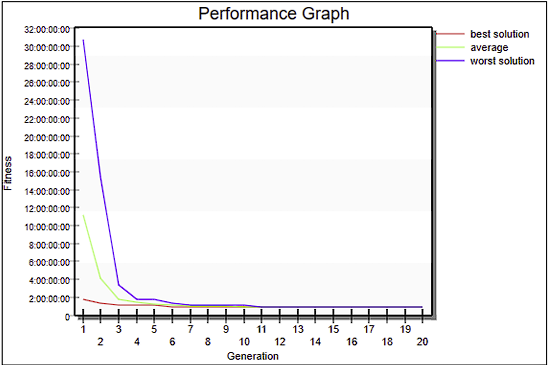 Performance Graph
best solution
average
worst solution
Fitness
32:00:00:00
30:00:00:00
28:00:00:00
26:00:00:00
24:00:00:00
22:00:00:00
20:00:00:00
18:00:00:00
16:00:00:00
14:00:00:00
12:00:00:00
10:00:00:00
8:00:00:00
6:00:00:00
4:00:00:00
2:00:00:00
0
1 3 5 7 9 11 13 15 17 19
2 4 6 8 10 12 14 16 18 20
Generation